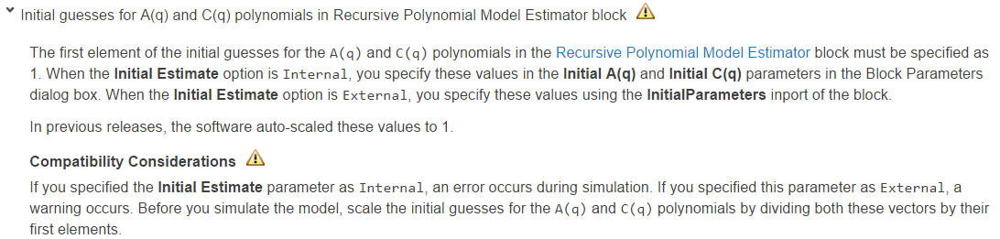 Initial guesses for A(q) and C(q) polynomials in Recursive Polynomial Model Estimator block
The first element of the initial guesses for the A(q) and C(q) polynomials in the Recursive Polynomial Model Estimator block must be specified as
1. When the Initial Estimate option is Internal, you specify these values in the Initial A(q) and Initial C(q) parameters in the Block Parameters
dialog box. When the Initial Estimate option is External, you specify these values using the InitialParameters inport of the block.
In previous releases, the software auto-scaled these values to 1.
Compatibility Considerations
If you specified the Initial Estimate parameter as Internal, an error occurs during simulation. If you specified this parameter as External, a
warning occurs. Before you simulate the model, scale the initial guesses for the A(q) and C(q) polynomials by dividing both these vectors by their
first elements.